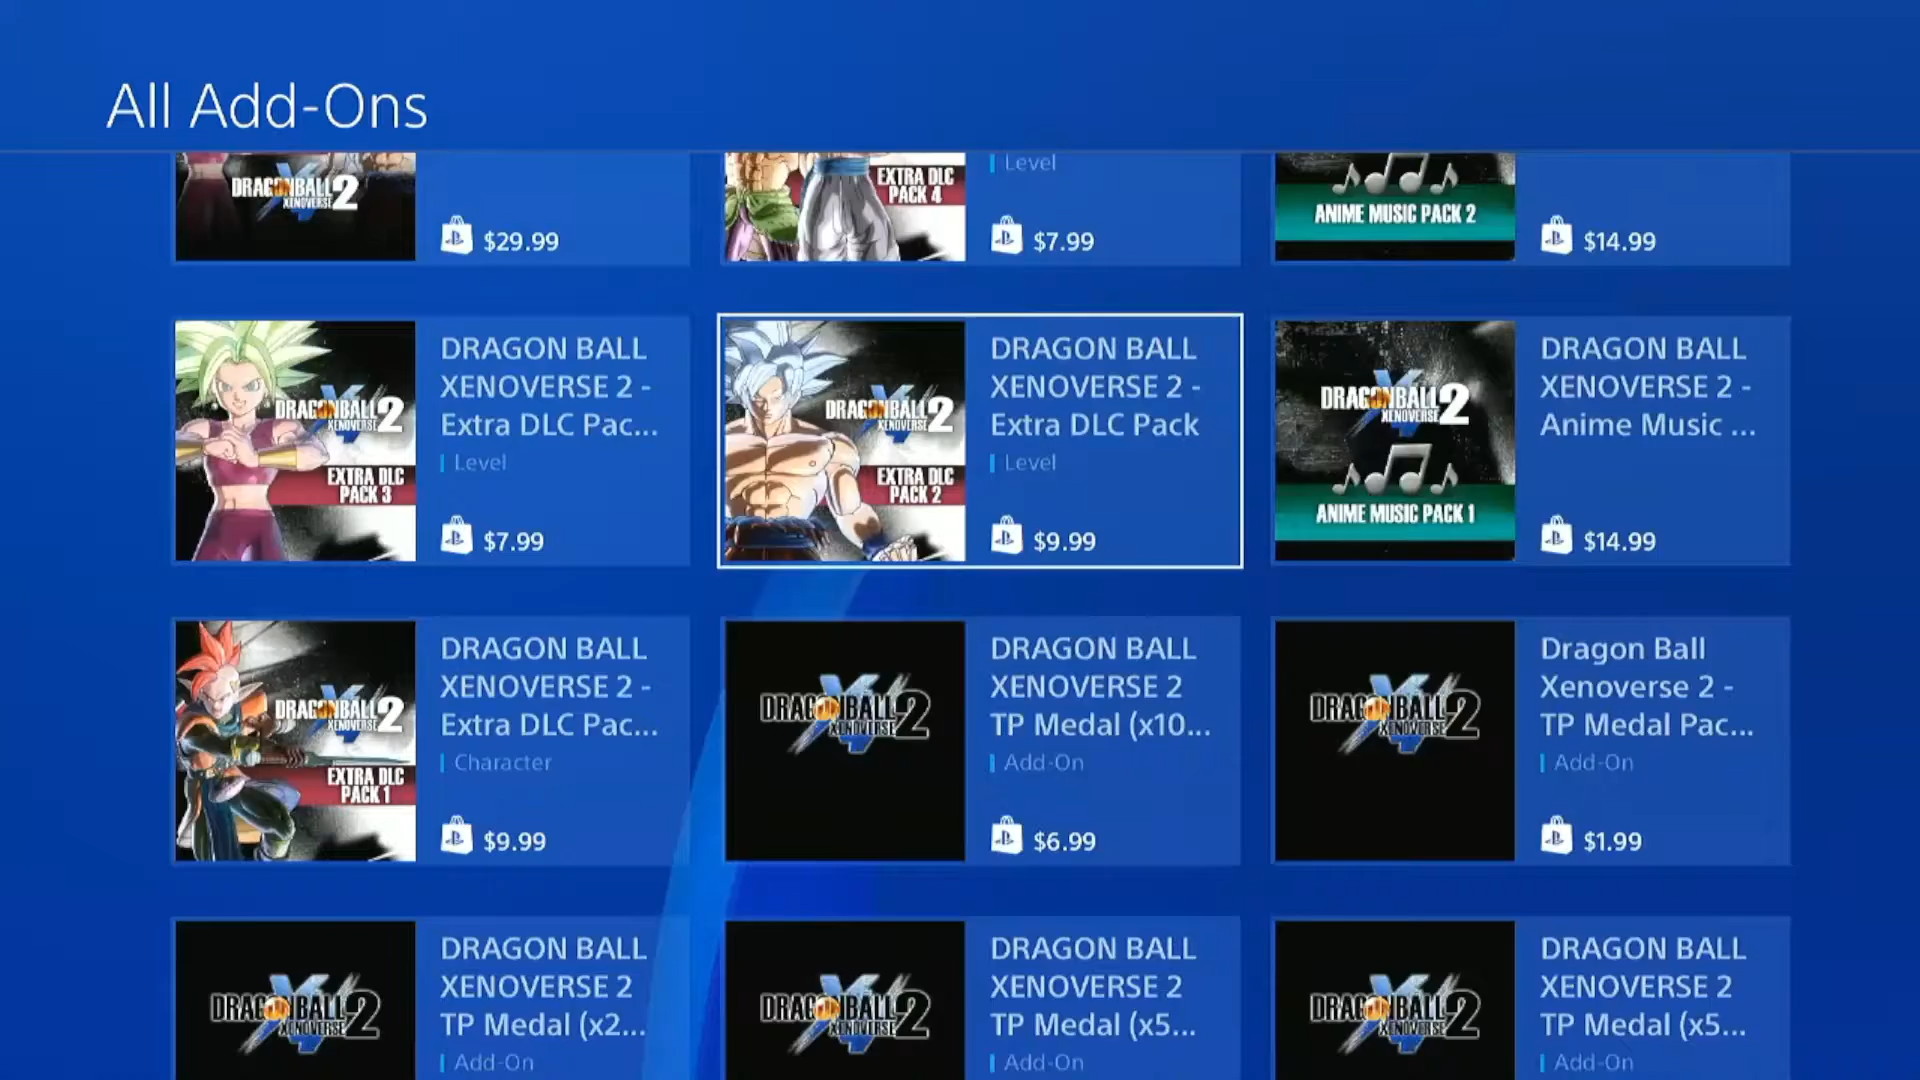 All Add-Ons
DRAGON BALL 2
XENOVERSE
$29.99
EXTRA DLC
PACK 4
Level
$7.99
ANIME MUSIC PACK 2
$14.99
DRAGON BALL 2
XENOVERSE
EXTRA DLC
PACK 3
DRAGON BALL
XENOVERSE 2 -
Extra DLC Pac...
Level
$7.99
DRAGON BALL 2
XENOVERSE
EXTRA DLC
PACK 2
DRAGON BALL
XENOVERSE 2 -
Extra DLC Pack
Level
$9.99
DRAGON BALL 2
XENOVERSE
ANIME MUSIC PACK 1
DRAGON BALL
XENOVERSE 2 -
Anime Music ...
$14.99
DRAGON BALL 2
XENOVERSE
EXTRA DLC
PACK 1
DRAGON BALL
XENOVERSE 2 -
Extra DLC Pac...
Character
$9.99
DRAGON BALL 2
XENOVERSE
DRAGON BALL
XENOVERSE 2
TP Medal (x10...
Add-On
$6.99
DRAGON BALL 2
XENOVERSE
Dragon Ball
Xenoverse 2 -
TP Medal Pac...
Add-On
$1.99
DRAGON BALL 2
XENOVERSE
DRAGON BALL
XENOVERSE 2
TP Medal (x2...
Add-On
DRAGON BALL 2
XENOVERSE
DRAGON BALL
XENOVERSE 2
TP Medal (x5...
Add-On
DRAGON BALL 2
XENOVERSE
DRAGON BALL
XENOVERSE 2
TP Medal (x5...
Add-On